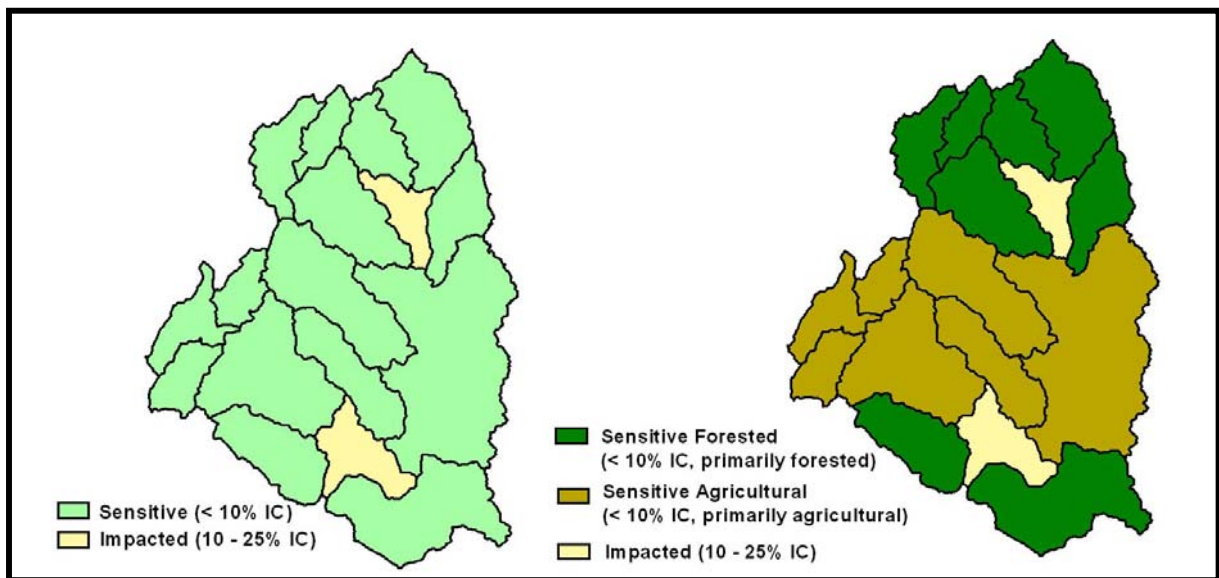 Sensitive (< 10% IC)
Impacted (10 - 25% IC)
Sensitive Forested
(< 10% IC, primarily forested)
Sensitive Agricultural
(< 10% IC, primarily agricultural)
Impacted (10 - 25% IC)